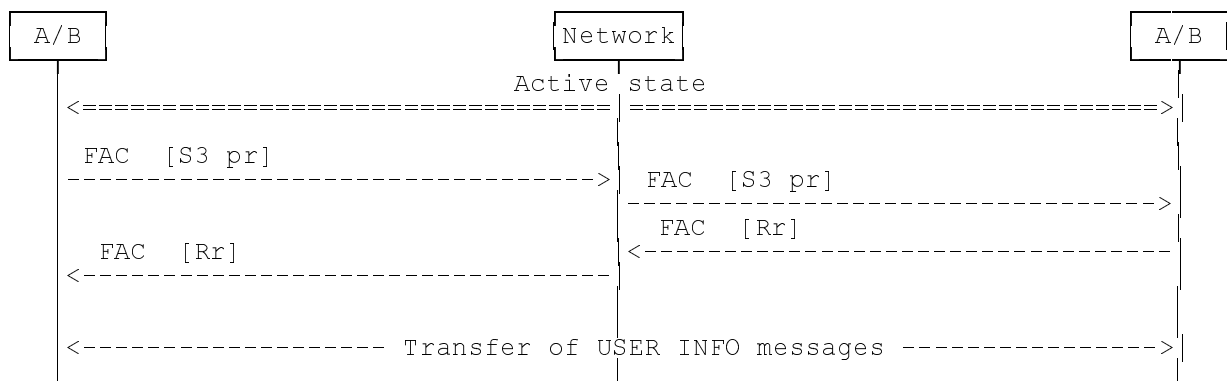 A/B Network A/B
Active state
FAC [S3 pr]
FAC [S3 pr]
FAC [Rr]
FAC [Rr]
Transfer of USER INFO messages